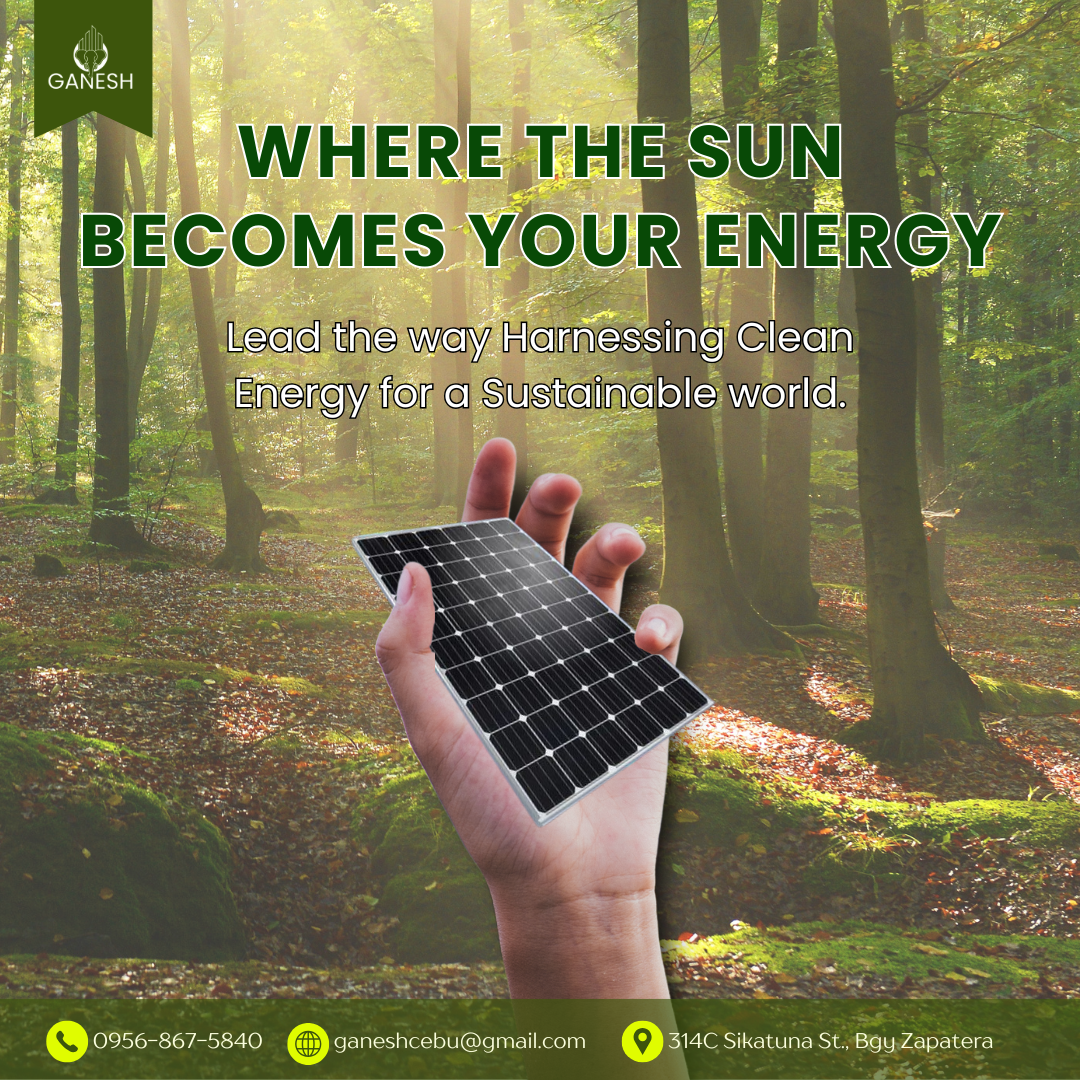 GANESH
WHERE THE SUN
BECOMES YOUR ENERGY
Lead the way Harnessing Clean
Energy for a Sustainable world.
0956-867-5840 ganeshcebu@gmail.com 314C Sikatuna St., Bgy Zapatera